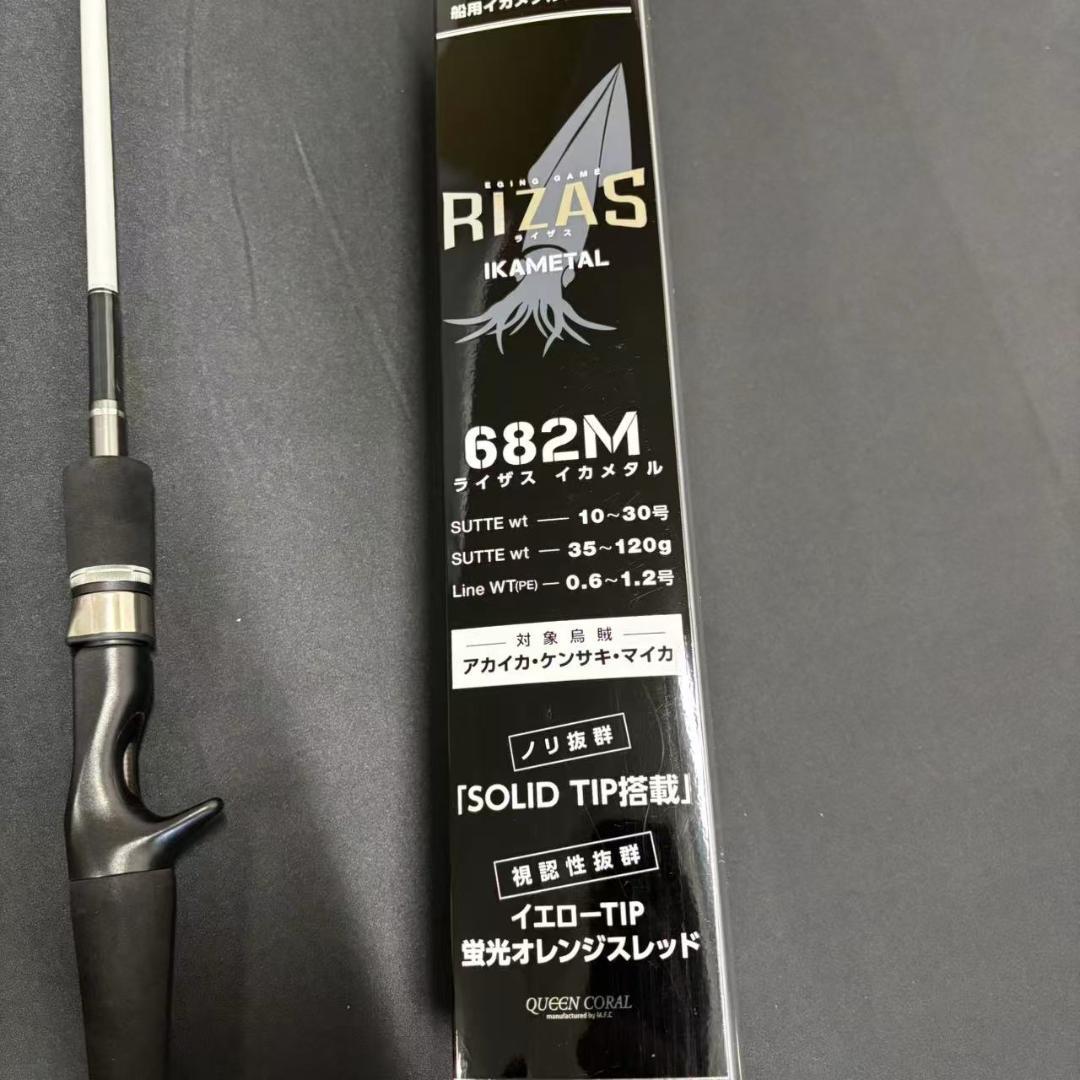 船用イカメタル
EGING GAME
RiZAS
ライザス
IKAMETAL
682M
ライザス イカメタル
SUTTE wt — 10~30号
SUTTE wt — 35~120g
Line WT(PE) — 0.6~1.2号
対象烏賊
アカイカ・ケンサキ・マイカ
ノリ抜群
「SOLID TIP搭載」
視認性抜群
イエローTIP
蛍光オレンジスレッド
QUEEN CORAL
manufactured by M.F.C